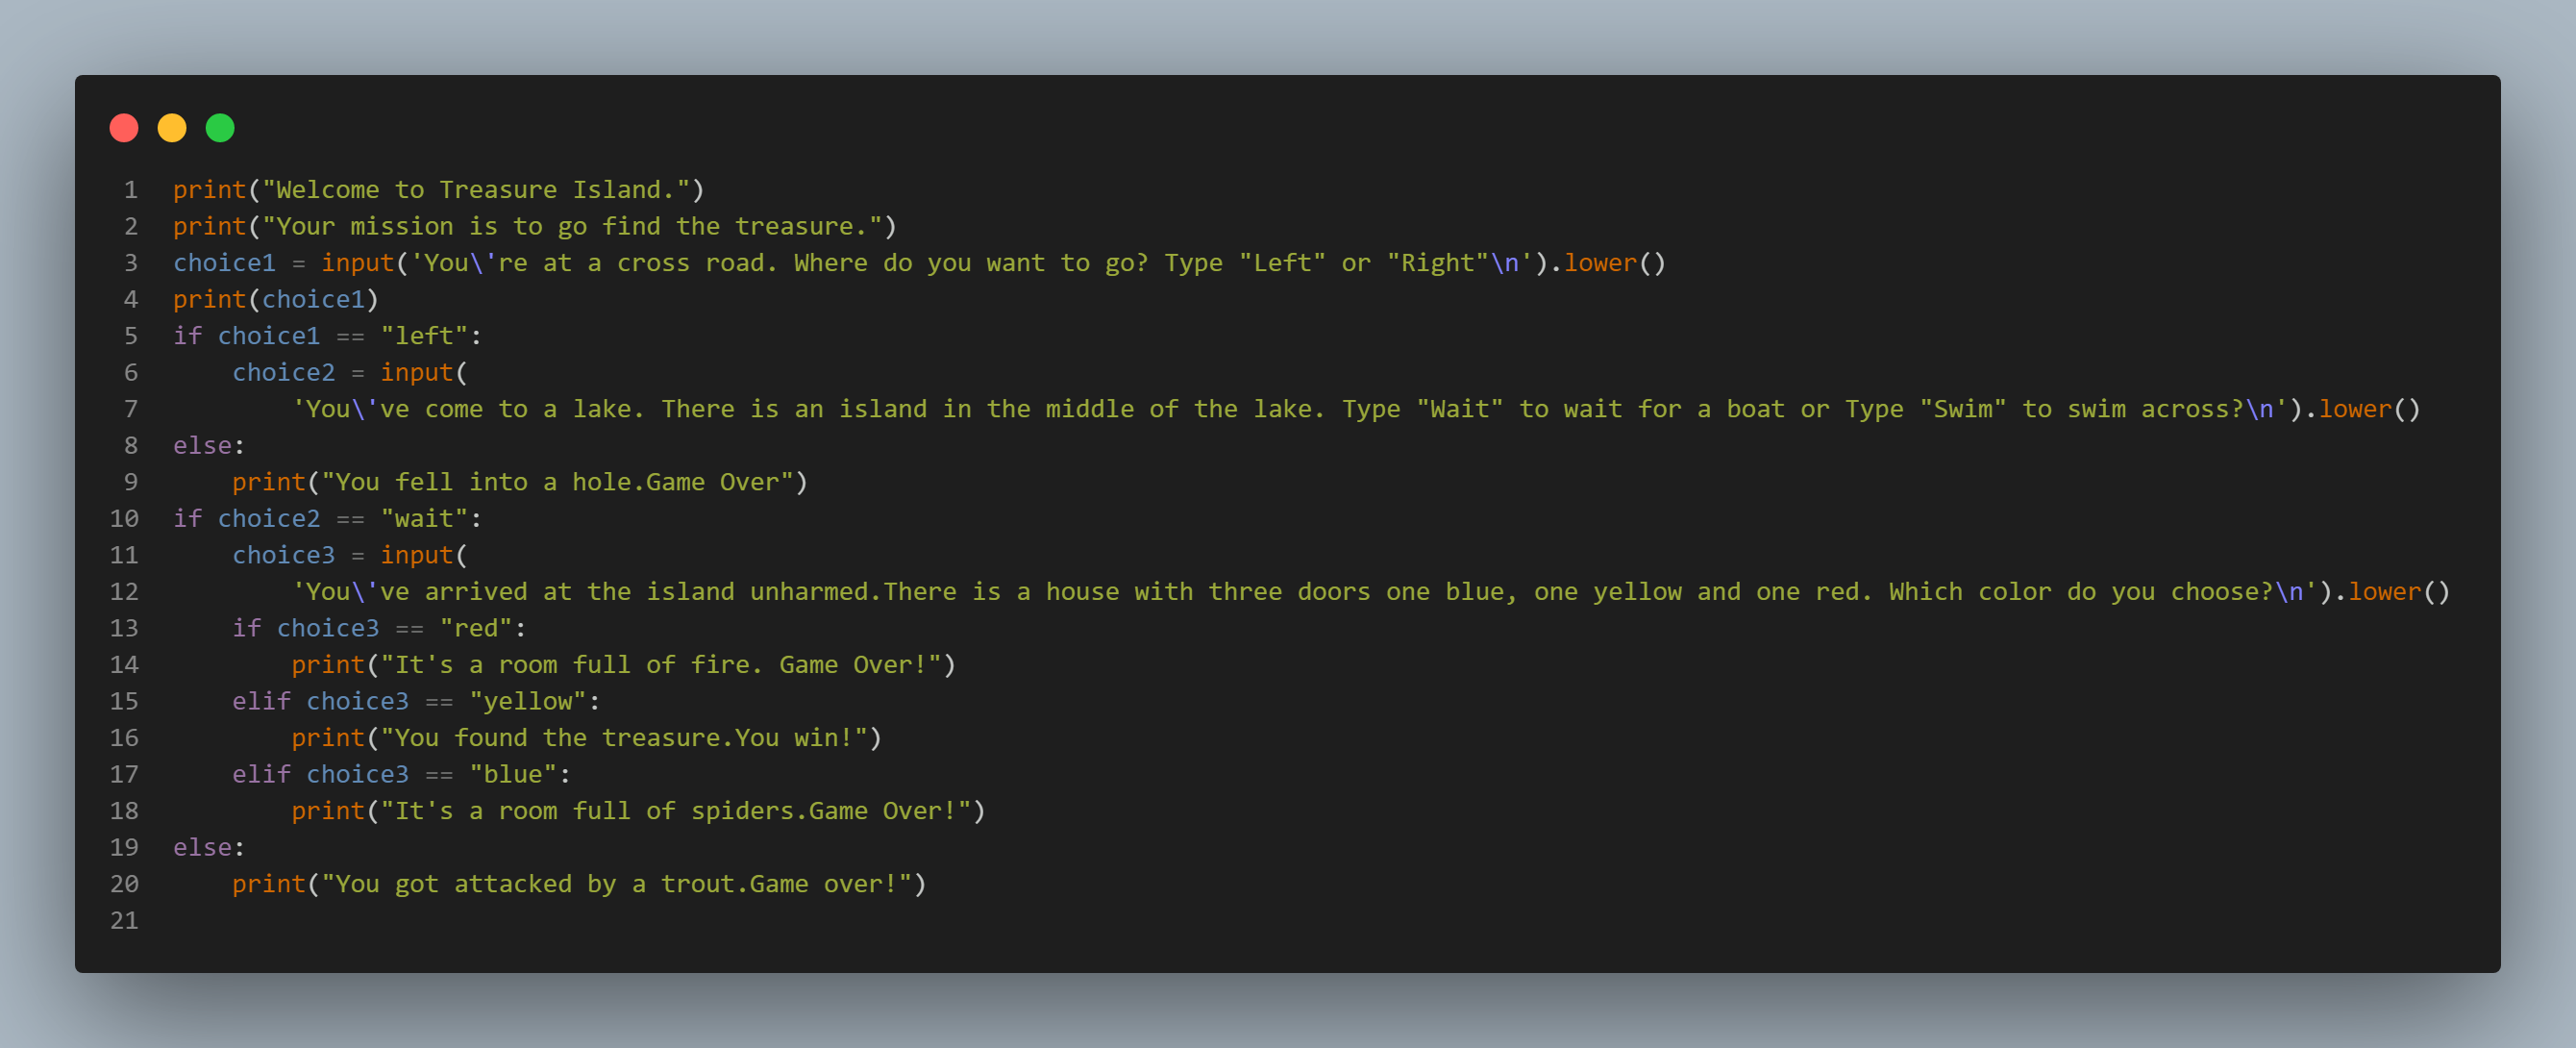 1 print("Welcome to Treasure Island.")
2 print("Your mission is to go find the treasure.")
3 choice1 = input('You\'re at a cross road. Where do you want to go? Type "Left" or "Right"\n').lower()
4 print(choice1)
5 if choice1 == "left":
6     choice2 = input(
7         'You\'ve come to a lake. There is an island in the middle of the lake. Type "Wait" to wait for a boat or Type "Swim" to swim across?\n').lower()
8 else:
9     print("You fell into a hole.Game Over")
10 if choice2 == "wait":
11     choice3 = input(
12         'You\'ve arrived at the island unharmed.There is a house with three doors one blue, one yellow and one red. Which color do you choose?\n').lower()
13     if choice3 == "red":
14         print("It's a room full of fire. Game Over!")
15     elif choice3 == "yellow":
16         print("You found the treasure.You win!")
17     elif choice3 == "blue":
18         print("It's a room full of spiders.Game Over!")
19 else:
20     print("You got attacked by a trout.Game over!")
21